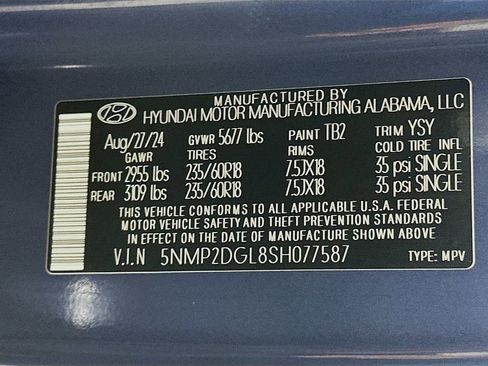 MANUFACTURED BY
HYUNDAI MOTOR MANUFACTURING ALABAMA, LLC
Aug/27/24 GVWR 5677 lbs PAINT TB2 TRIM YSY
GAWR TIRES RIMS COLD TIRE INFL
FRONT 2955 lbs 235/60R18 7.5JX18 35 psi SINGLE
REAR 3109 lbs 235/60R18 7.5JX18 35 psi SINGLE
THIS VEHICLE CONFORMS TO ALL APPLICABLE U.S.A. FEDERAL
MOTOR VEHICLE SAFETY AND THEFT PREVENTION STANDARDS
IN EFFECT ON THE DATE OF MANUFACTURE SHOWN ABOVE
V.I.N 5NMP2DGL8SH077587 TYPE: MPV